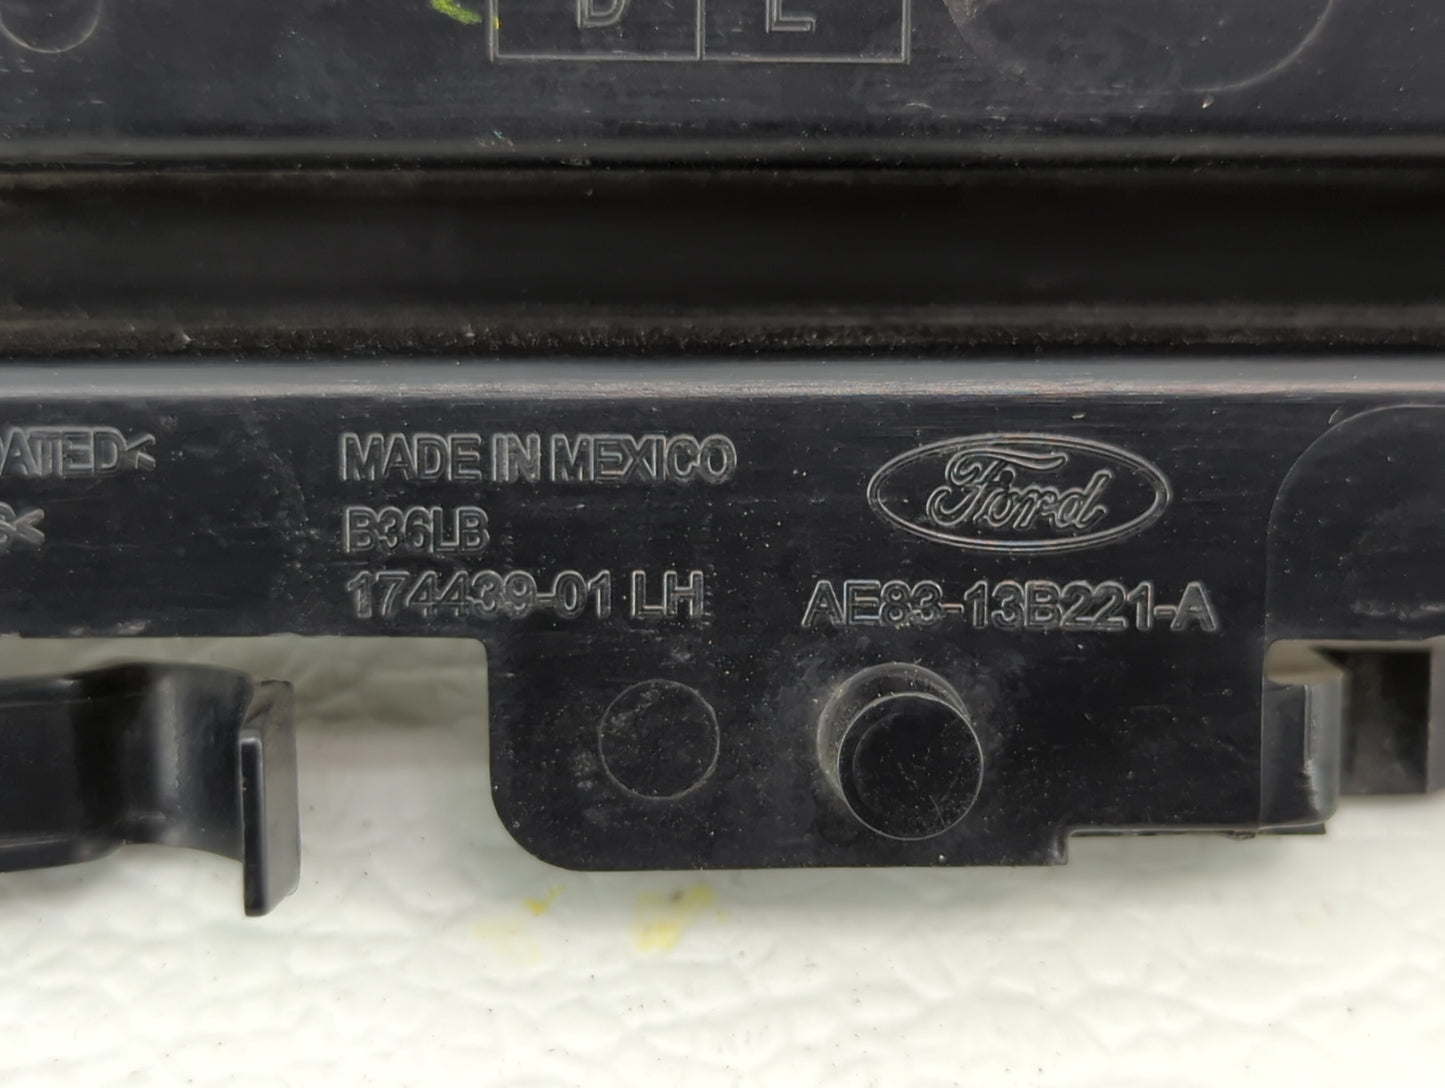 D L
MADE IN MEXICO
B36LB
174439-01 LH
Ford
AE83-13B221-A